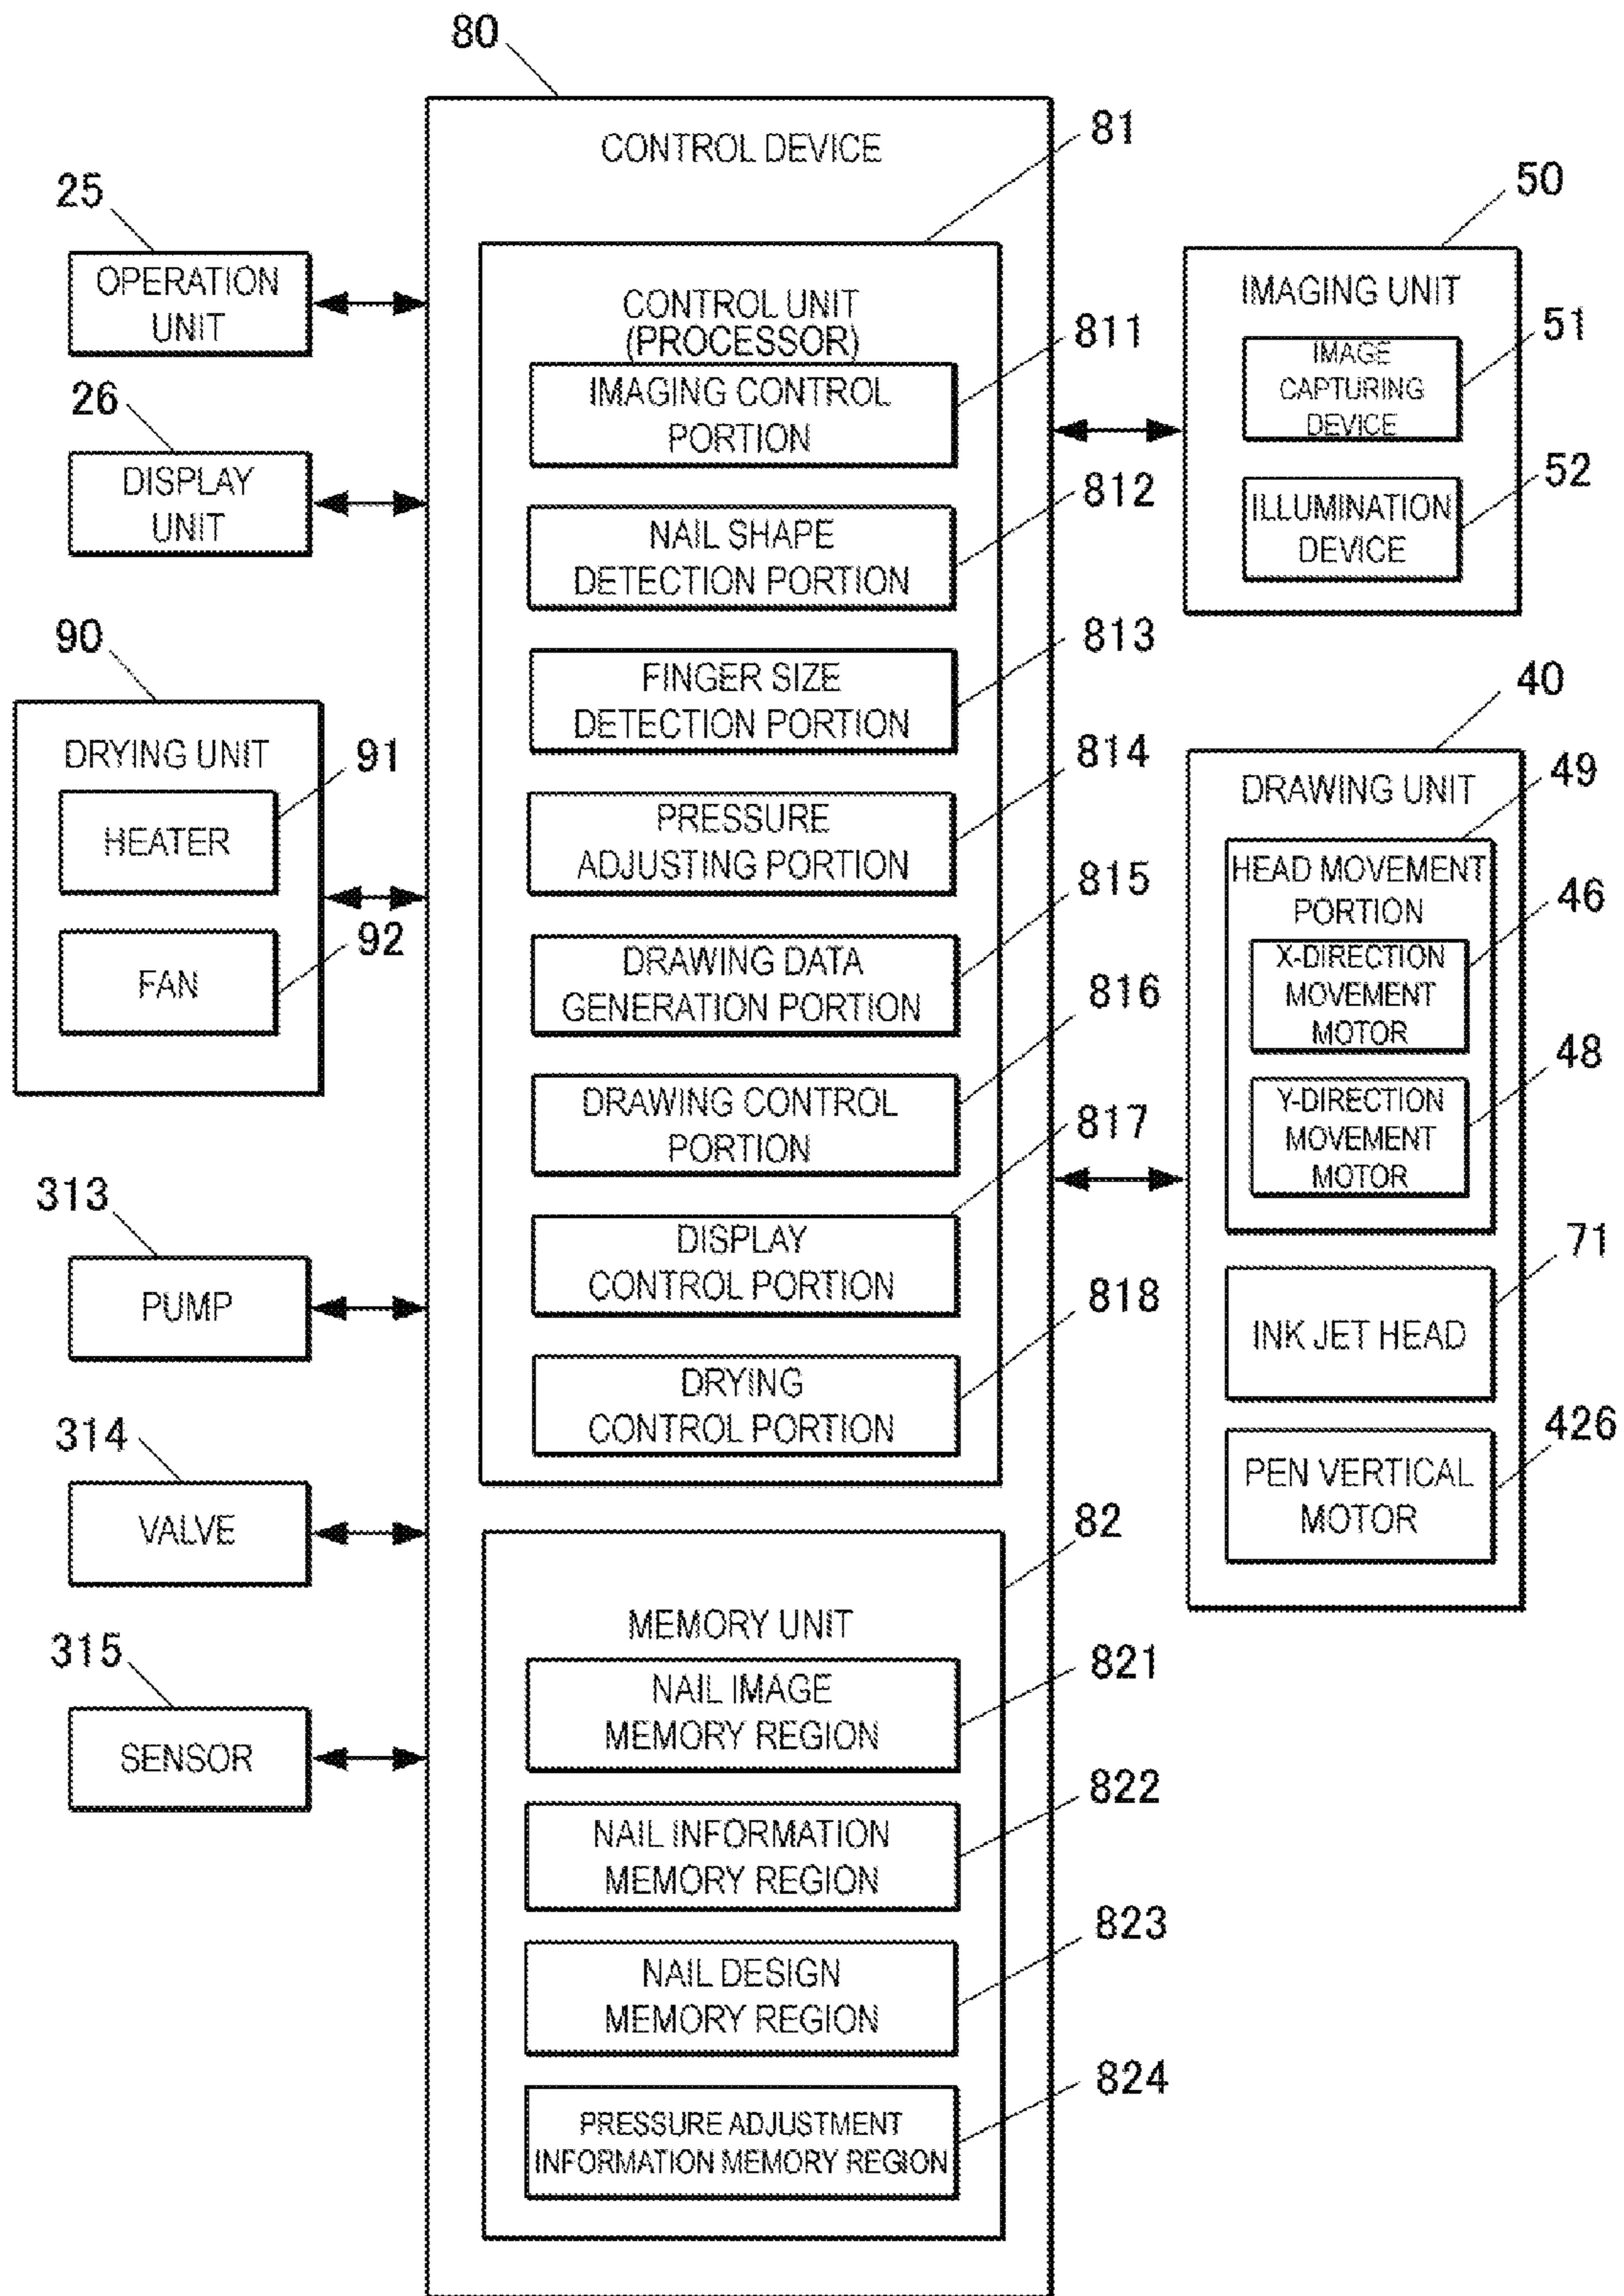 80
CONTROL DEVICE
81
25
OPERATION
UNIT
26
DISPLAY
UNIT
90
DRYING UNIT
91
HEATER
92
FAN
313
PUMP
314
VALVE
315
SENSOR
CONTROL UNIT
(PROCESSOR)
811
IMAGING CONTROL
PORTION
812
NAIL SHAPE
DETECTION PORTION
813
FINGER SIZE
DETECTION PORTION
814
PRESSURE
ADJUSTING PORTION
815
DRAWING DATA
GENERATION PORTION
816
DRAWING CONTROL
PORTION
817
DISPLAY
CONTROL PORTION
818
DRYING
CONTROL PORTION
82
MEMORY UNIT
821
NAIL IMAGE
MEMORY REGION
822
NAIL INFORMATION
MEMORY REGION
823
NAIL DESIGN
MEMORY REGION
824
PRESSURE ADJUSTMENT
INFORMATION MEMORY REGION
50
IMAGING UNIT
51
IMAGE
CAPTURING
DEVICE
52
ILLUMINATION
DEVICE
40
DRAWING UNIT
49
HEAD MOVEMENT
PORTION
46
X-DIRECTION
MOVEMENT
MOTOR
48
Y-DIRECTION
MOVEMENT
MOTOR
71
INK JET HEAD
426
PEN VERTICAL
MOTOR